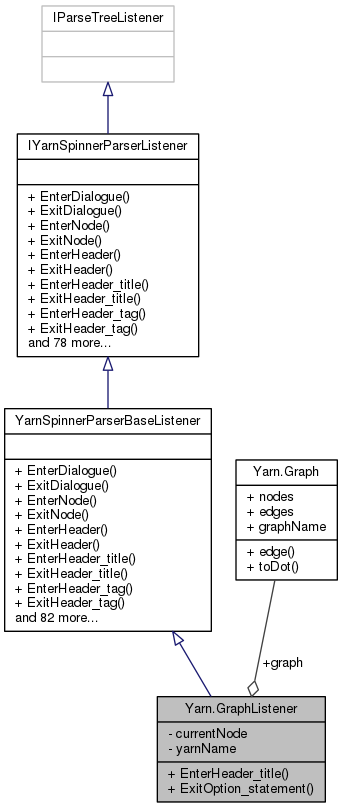 IParseTreeListener
IYarnSpinnerParserListener
+ EnterDialogue()
+ ExitDialogue()
+ EnterNode()
+ ExitNode()
+ EnterHeader()
+ ExitHeader()
+ EnterHeader_title()
+ ExitHeader_title()
+ EnterHeader_tag()
+ ExitHeader_tag()
and 78 more...
YarnSpinnerParserBaseListener
+ EnterDialogue()
+ ExitDialogue()
+ EnterNode()
+ ExitNode()
+ EnterHeader()
+ ExitHeader()
+ EnterHeader_title()
+ ExitHeader_title()
+ EnterHeader_tag()
+ ExitHeader_tag()
and 82 more...
Yarn.Graph
+ nodes
+ edges
+ graphName
+ edge()
+ toDot()
+graph
Yarn.GraphListener
- currentNode
- yarnName
+ EnterHeader_title()
+ ExitOption_statement()